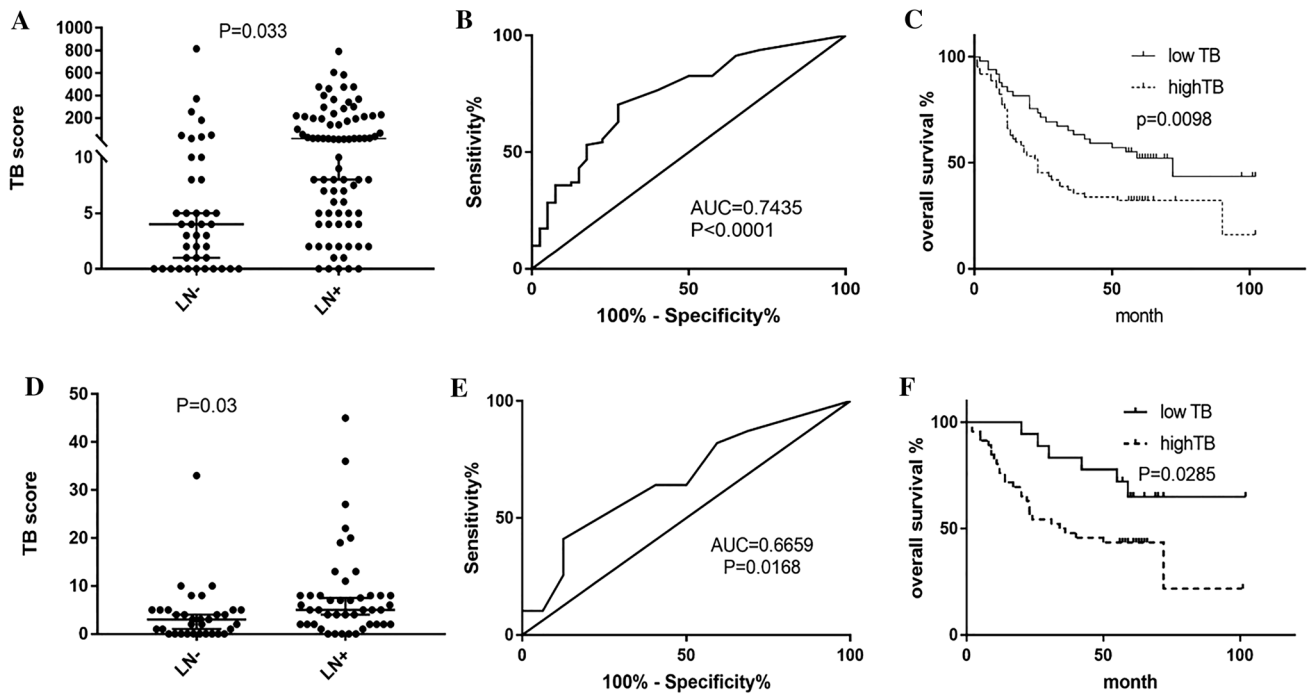 A
P=0.033
TB score
1000
800
600
400
200
10
5
0
LN-
LN+
B
Sensitivity%
100
50
0
AUC=0.7435
P<0.0001
0 50 100
100% - Specificity%
C
overall survival %
100
50
0
low TB
highTB
p=0.0098
0 50 100
month
D
P=0.03
TB score
50
40
30
20
10
0
LN-
LN+
E
Sensitivity%
100
50
0
AUC=0.6659
P=0.0168
0 50 100
100% - Specificity%
F
overall survival %
100
50
0
low TB
highTB
P=0.0285
0 50 100
month